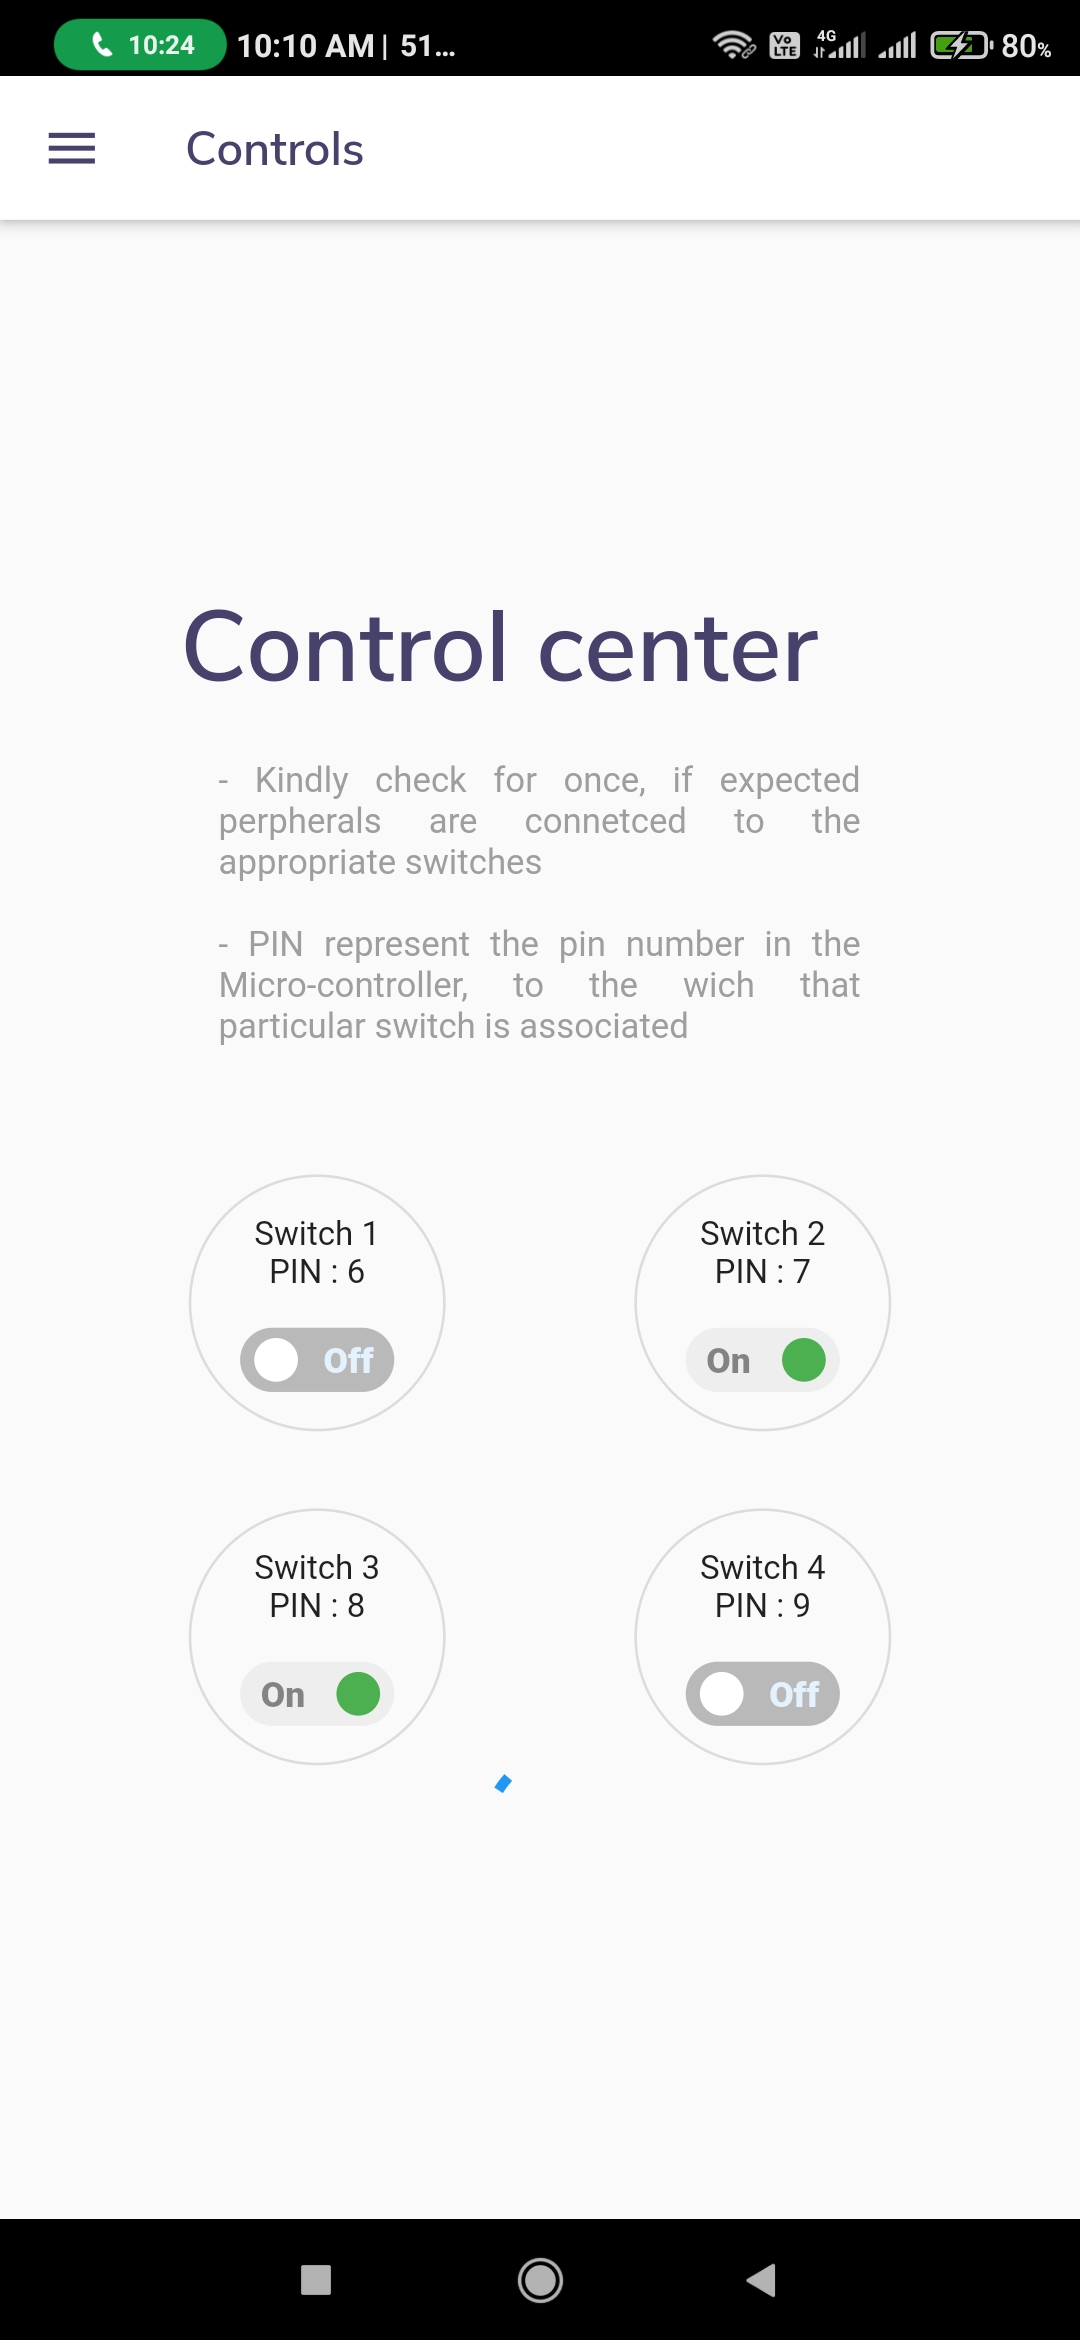 10:24 10:10 AM | 51...
4G
Vo
LTE
80%
Controls
Control center
- Kindly check for once, if expected
perpherals are connetced to the
appropriate switches
- PIN represent the pin number in the
Micro-controller, to the wich that
particular switch is associated
Switch 1
PIN : 6
Off
Switch 2
PIN : 7
On
Switch 3
PIN : 8
On
Switch 4
PIN : 9
Off